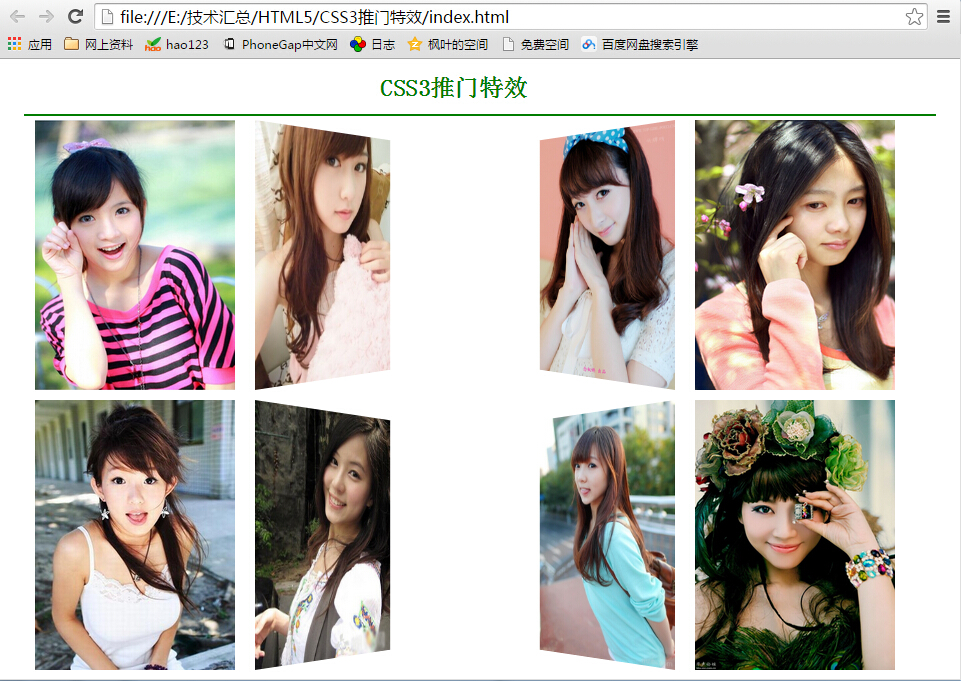 file:///E:/技术汇总/HTML5/CSS3推门特效/index.html
应用 网上资料 hao123 PhoneGap中文网 日志 枫叶的空间 免费空间 百度网盘搜索引擎
CSS3推门特效